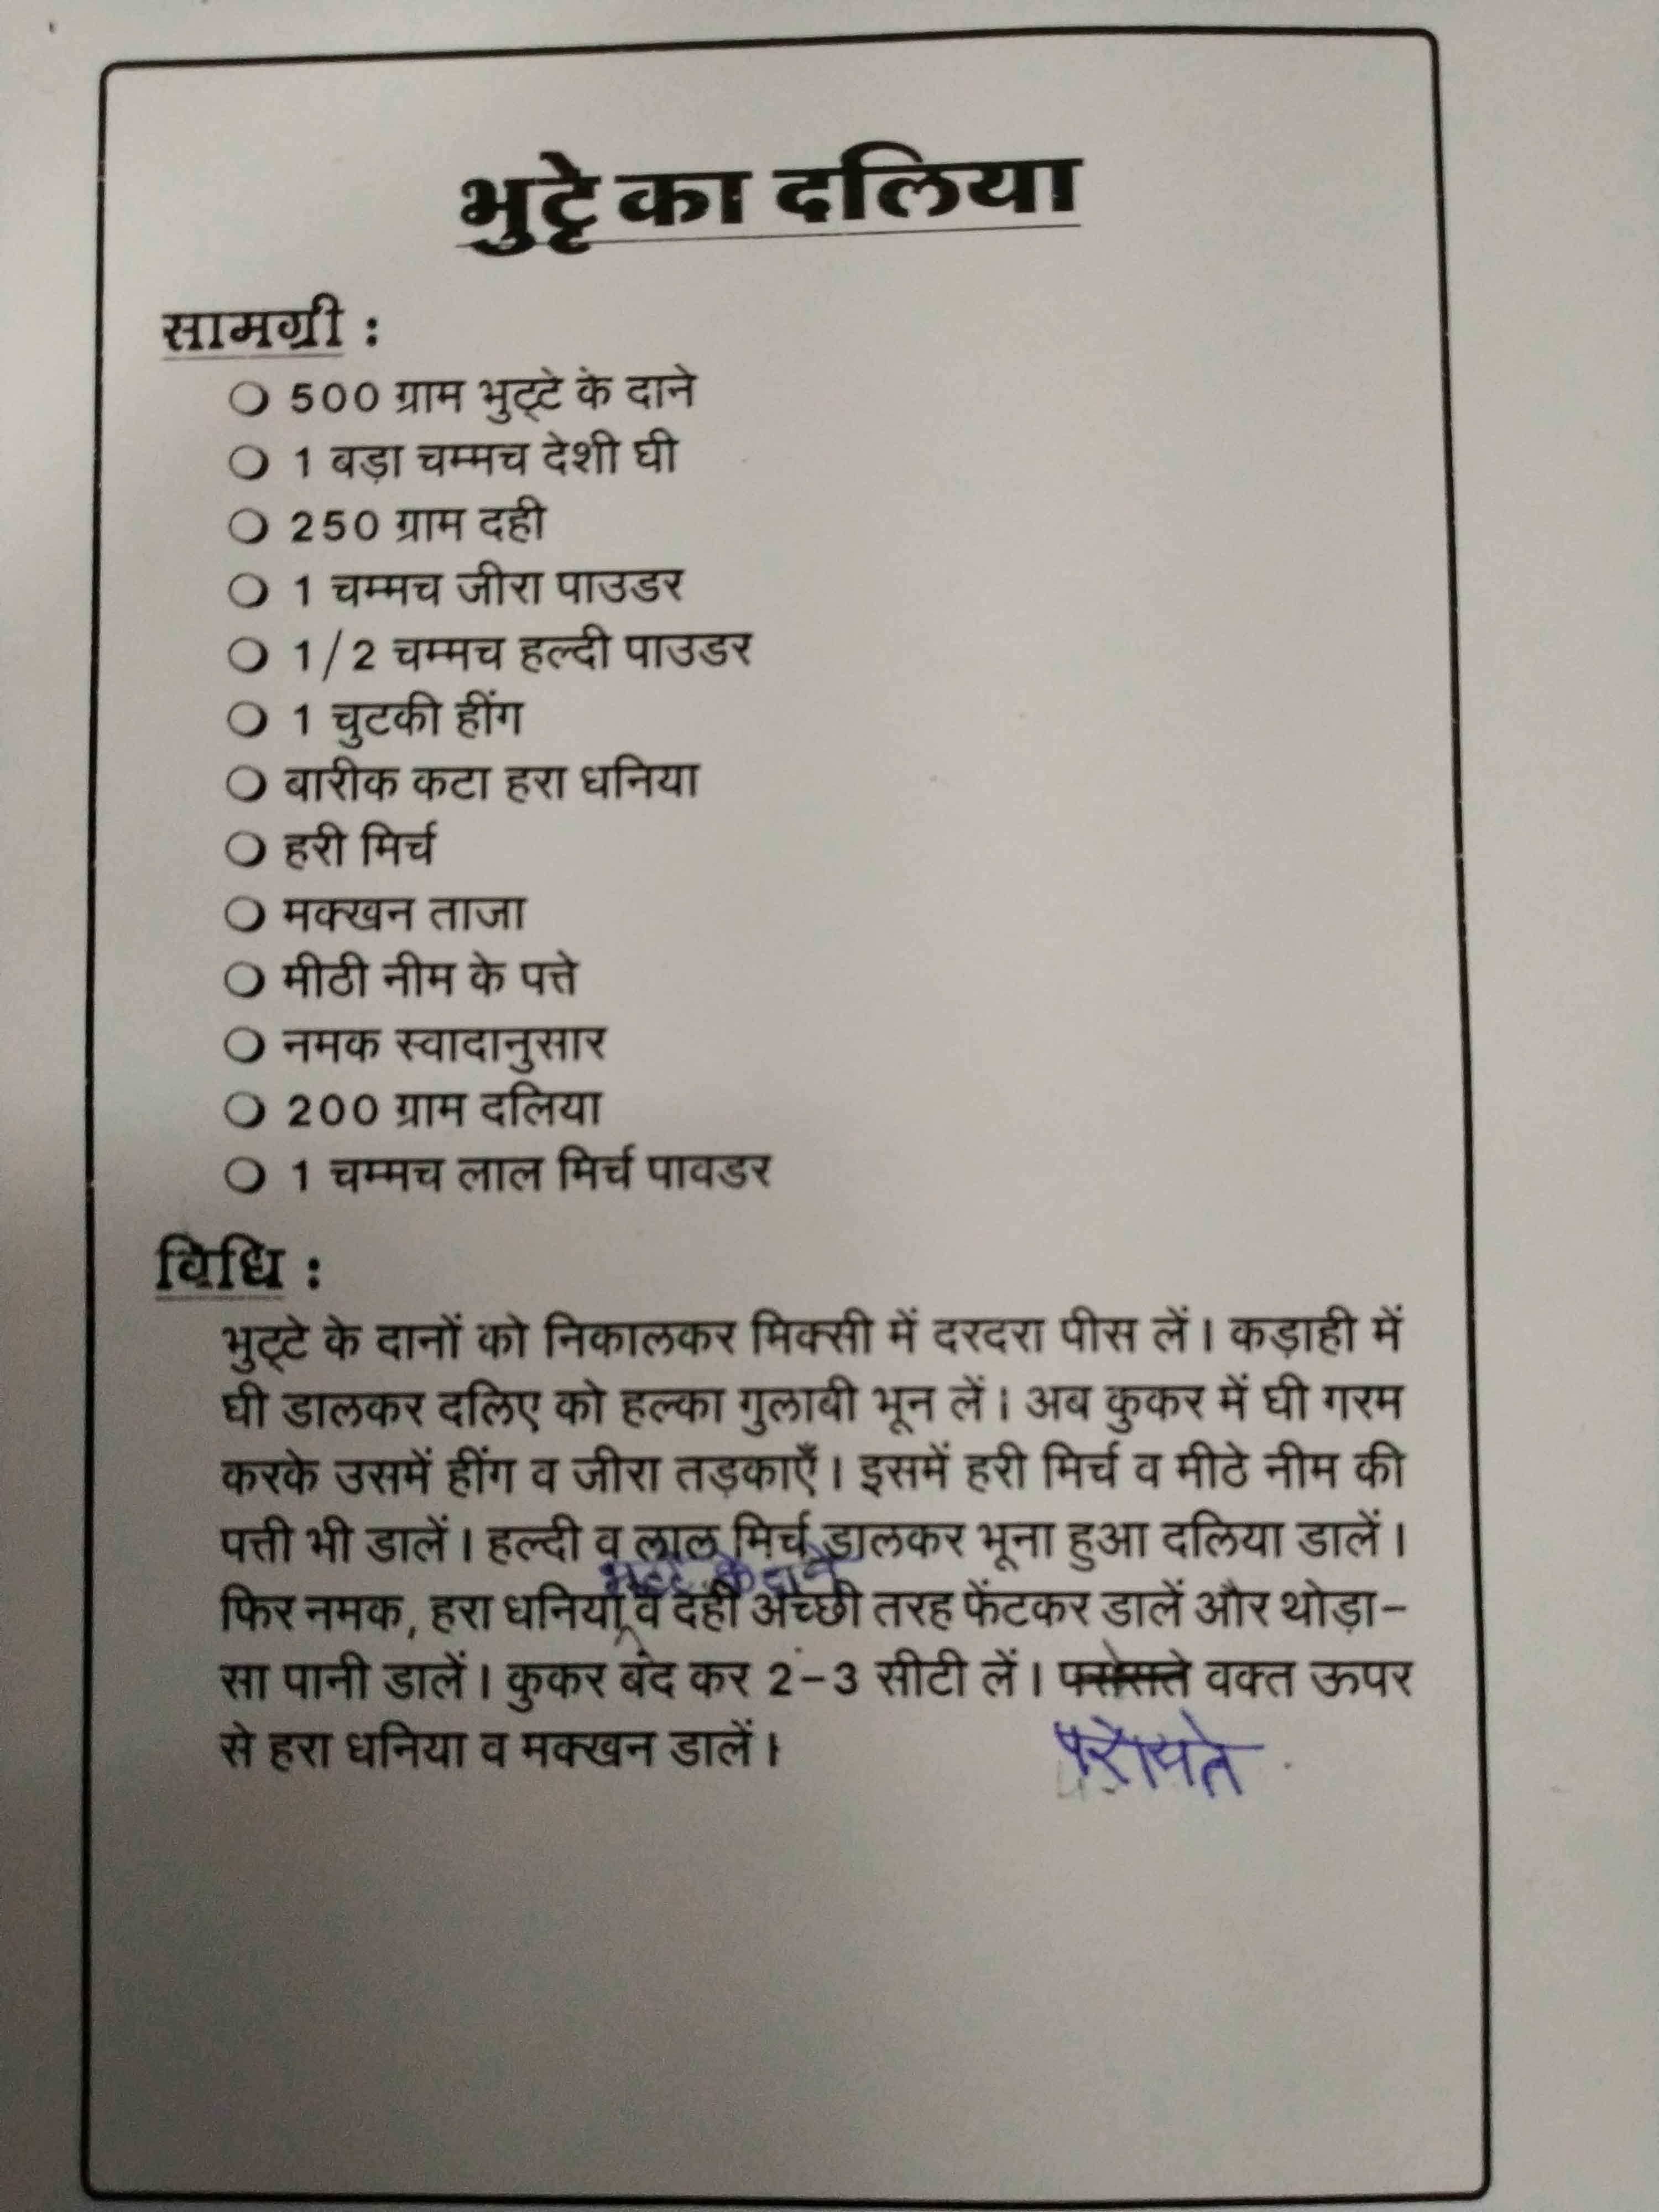 भुट्टे का दलिया
सामग्री :
500 ग्राम भुट्टे के दाने
1 बड़ा चम्मच देशी घी
250 ग्राम दही
1 चम्मच जीरा पाउडर
1/2 चम्मच हल्दी पाउडर
1 चुटकी हींग
बारीक कटा हरा धनिया
हरी मिर्च
मक्खन ताजा
मीठी नीम के पत्ते
नमक स्वादानुसार
200 ग्राम दलिया
1 चम्मच लाल मिर्च पावडर
विधि :
भुट्टे के दानों को निकालकर मिक्सी में दरदरा पीस लें। कड़ाही में
घी डालकर दलिए को हल्का गुलाबी भून लें। अब कुकर में घी गरम
करके उसमें हींग व जीरा तड़काएँ। इसमें हरी मिर्च व मीठे नीम की
पत्ती भी डालें। हल्दी व लाल मिर्च डालकर भूना हुआ दलिया डालें।
भुट्टे के दाने
फिर नमक, हरा धनिया व दही अच्छी तरह फेंटकर डालें और थोड़ा-
सा पानी डालें। कुकर बंद कर 2-3 सीटी लें। वक्त ऊपर
से हरा धनिया व मक्खन डालें।
परोसते